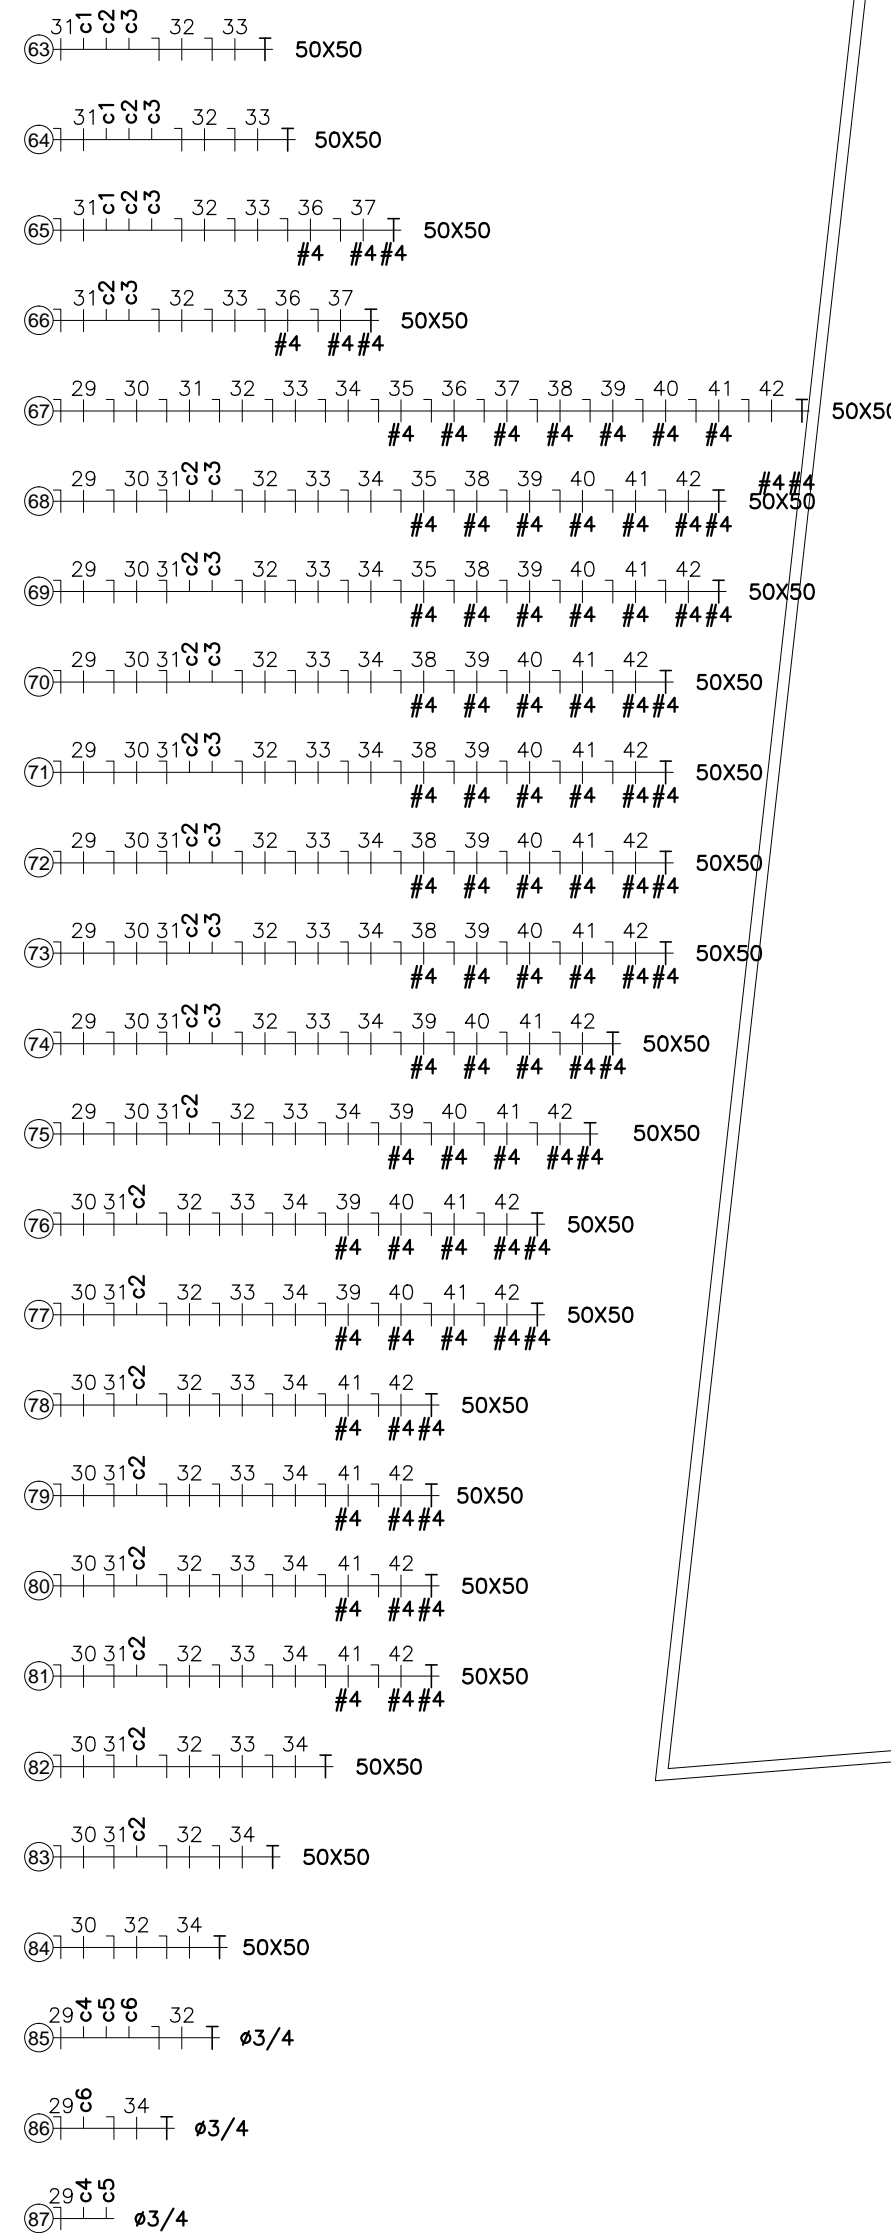 63 31 c1 c2 c3 32 33 50X50
64 31 c1 c2 c3 32 33 50X50
65 31 c1 c2 c3 32 33 36 37 50X50
#4 #4 #4
66 31 c2 c3 32 33 36 37 50X50
#4 #4 #4
67 29 30 31 32 33 34 35 36 37 38 39 40 41 42 50X50
#4 #4 #4 #4 #4 #4 #4
#4 #4
68 29 30 31 c2 c3 32 33 34 35 38 39 40 41 42 50X50
#4 #4 #4 #4 #4 #4 #4
69 29 30 31 c2 c3 32 33 34 35 38 39 40 41 42 50X50
#4 #4 #4 #4 #4 #4 #4
70 29 30 31 c2 c3 32 33 34 38 39 40 41 42 50X50
#4 #4 #4 #4 #4 #4
71 29 30 31 c2 c3 32 33 34 38 39 40 41 42 50X50
#4 #4 #4 #4 #4 #4
72 29 30 31 c2 c3 32 33 34 38 39 40 41 42 50X50
#4 #4 #4 #4 #4 #4
73 29 30 31 c2 c3 32 33 34 38 39 40 41 42 50X50
#4 #4 #4 #4 #4 #4
74 29 30 31 c2 c3 32 33 34 39 40 41 42 50X50
#4 #4 #4 #4 #4
75 29 30 31 c2 32 33 34 39 40 41 42 50X50
#4 #4 #4 #4 #4
76 30 31 c2 32 33 34 39 40 41 42 50X50
#4 #4 #4 #4 #4
77 30 31 c2 32 33 34 39 40 41 42 50X50
#4 #4 #4 #4 #4
78 30 31 c2 32 33 34 41 42 50X50
#4 #4 #4
79 30 31 c2 32 33 34 41 42 50X50
#4 #4 #4
80 30 31 c2 32 33 34 41 42 50X50
#4 #4 #4
81 30 31 c2 32 33 34 41 42 50X50
#4 #4 #4
82 30 31 c2 32 33 34 50X50
83 30 31 c2 32 34 50X50
84 30 32 34 50X50
85 29 c4 c5 c6 32 ø3/4
86 29 c6 34 ø3/4
87 29 c4 c5 ø3/4